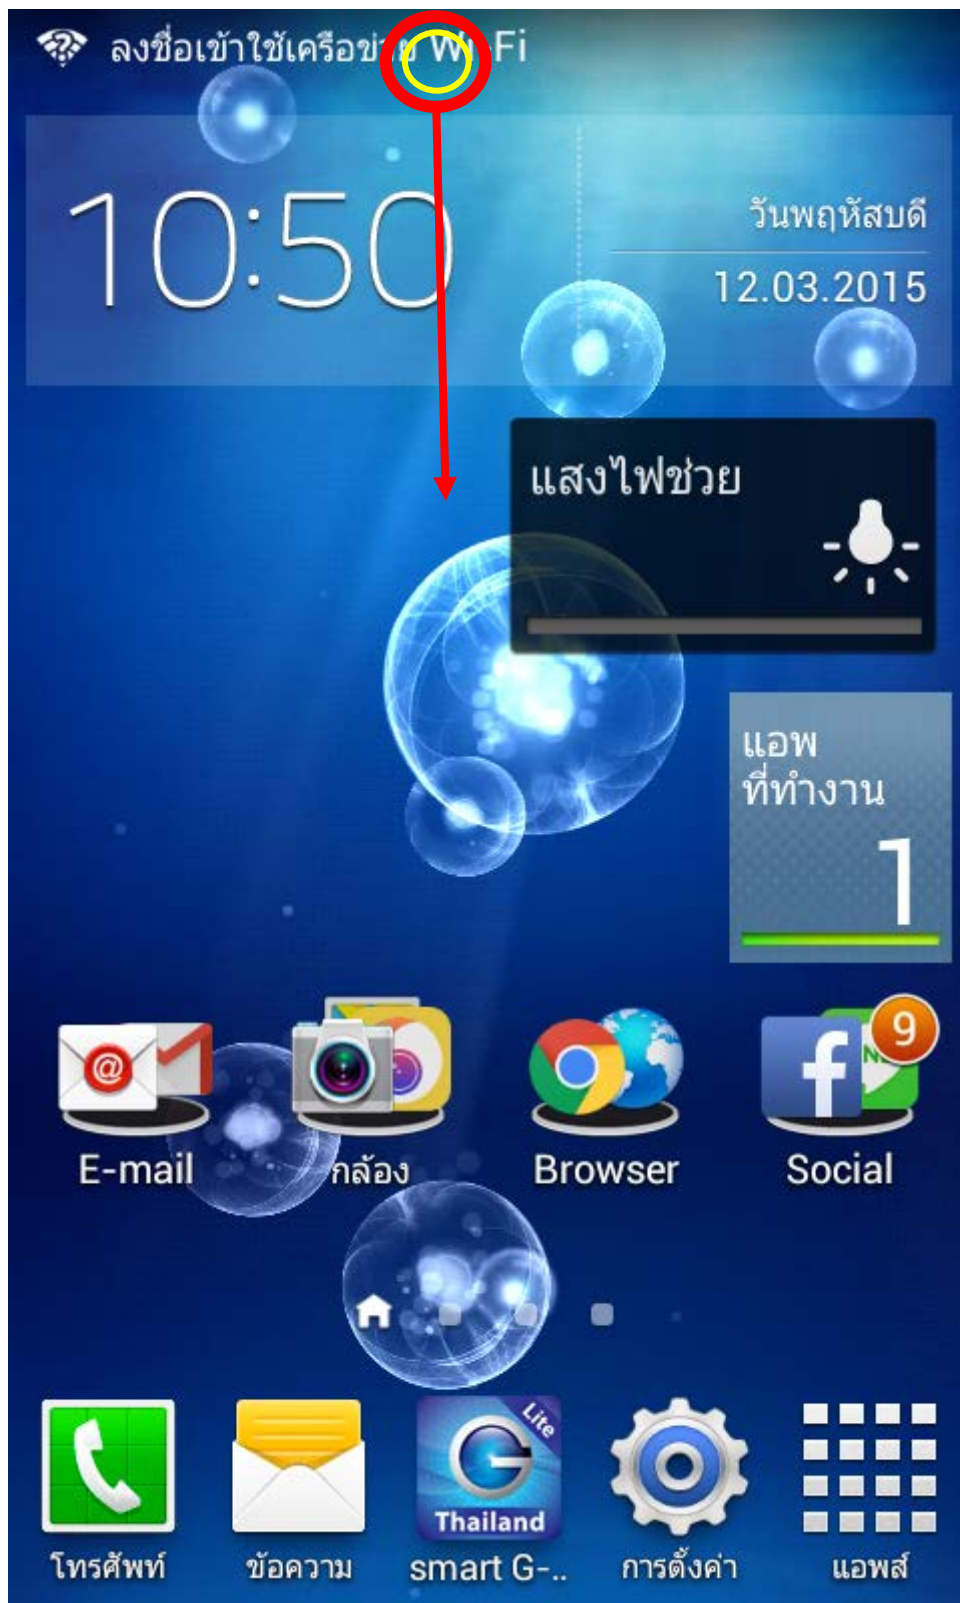 ลงชื่อเข้าใช้เครือข่าย Wi-Fi
10:50
วันพฤหัสบดี
12.03.2015
แสงไฟช่วย
แอพ
ที่ทำงาน
1
9
E-mail
กล้อง
Browser
Social
Lite
G
Thailand
โทรศัพท์
ข้อความ
smart G-..
การตั้งค่า
แอพส์